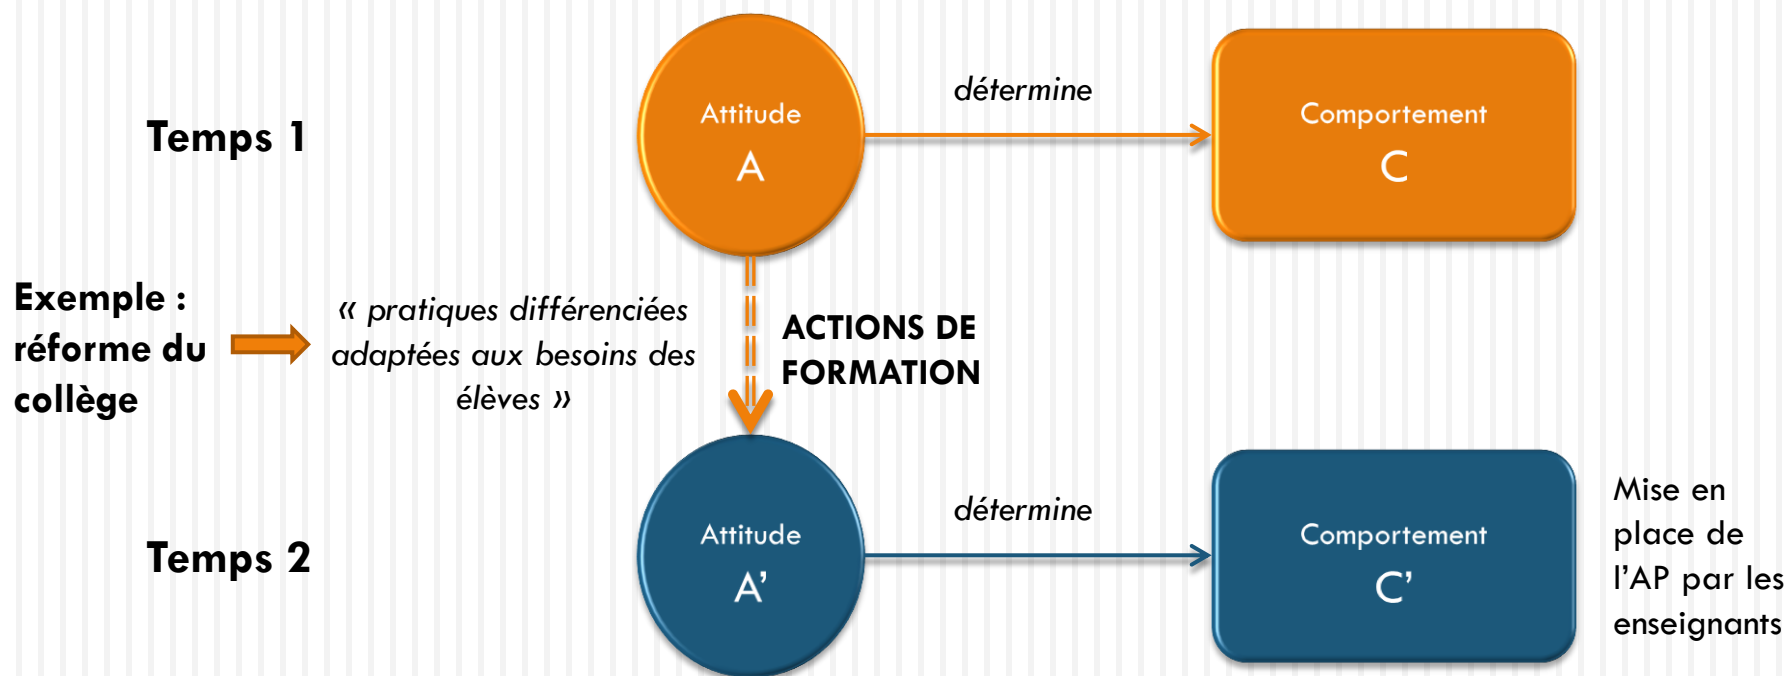 Temps 1
Attitude
A
détermine
Comportement
C
Exemple :
réforme du
collège
« pratiques différenciées
adaptées aux besoins des
élèves »
ACTIONS DE
FORMATION
Temps 2
Attitude
A’
détermine
Comportement
C’
Mise en
place de
l’AP par les
enseignants